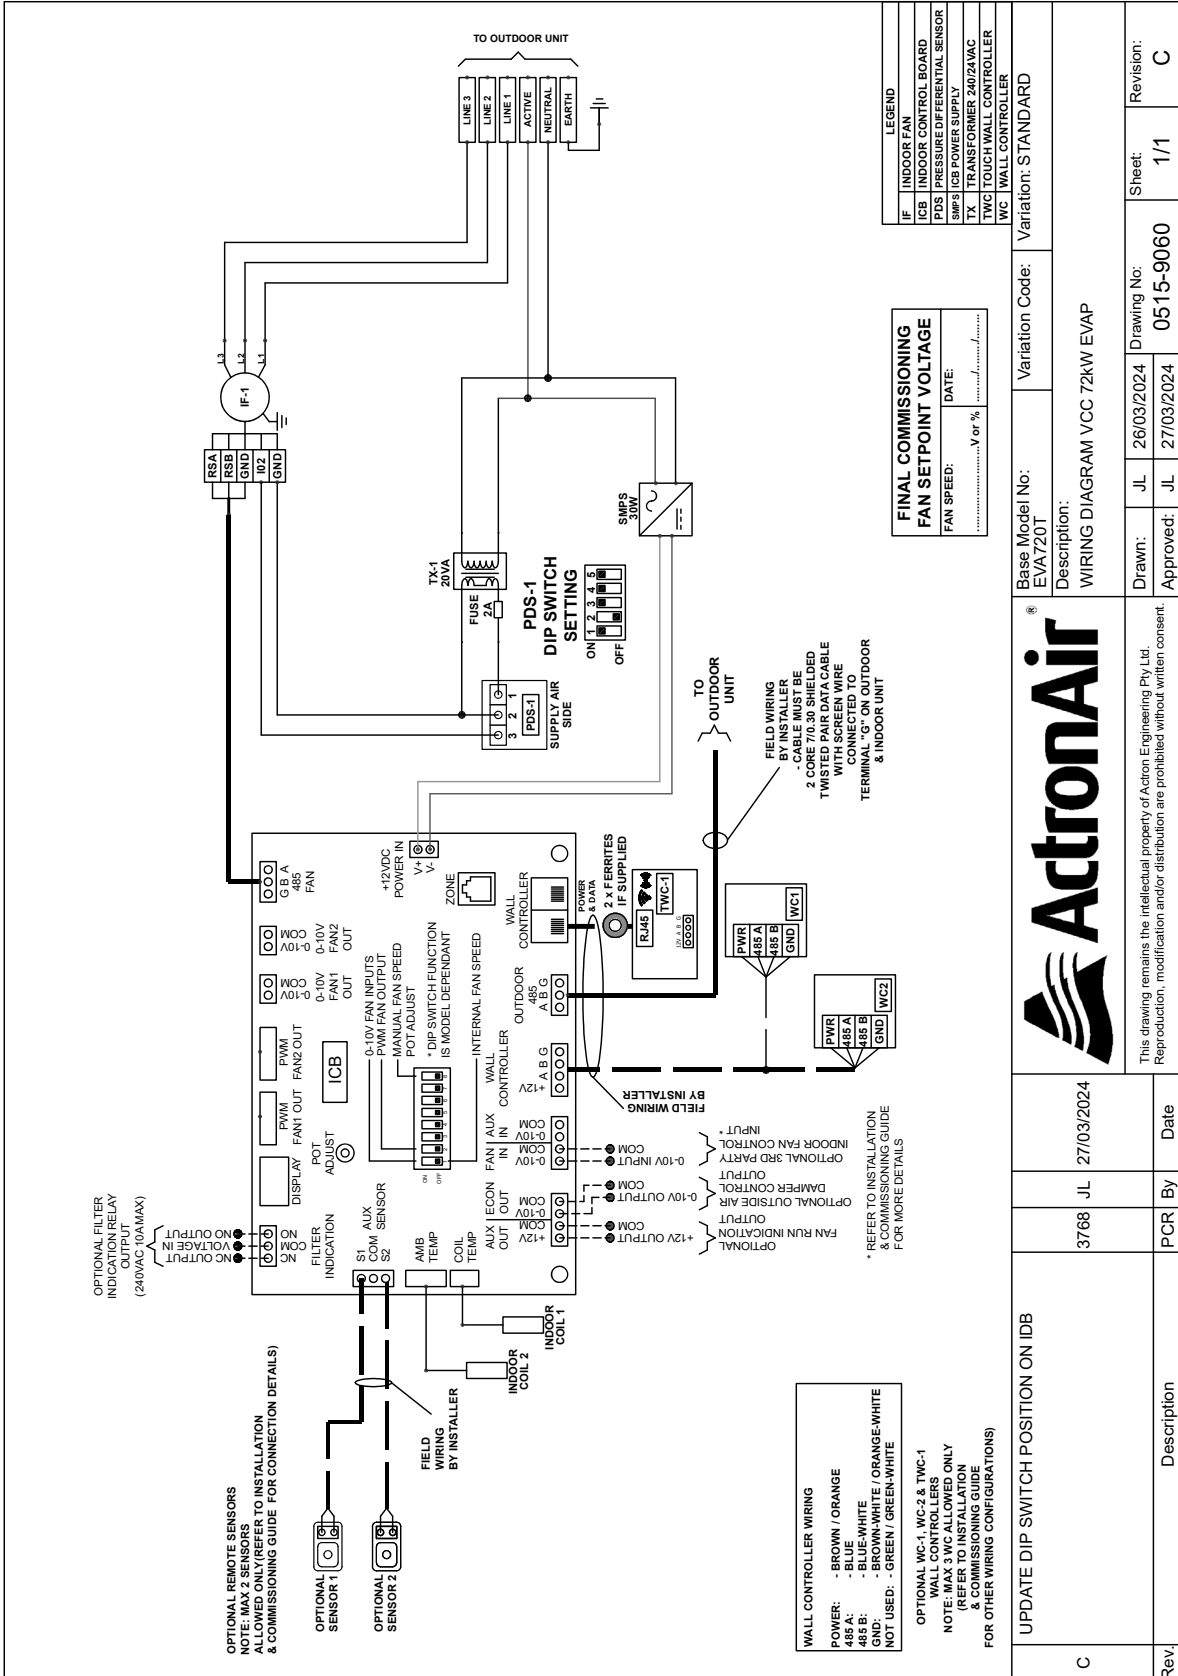 OPTIONAL REMOTE SENSORS
NOTE: MAX 2 SENSORS
ALLOWED ONLY(REFER TO INSTALLATION
& COMMISSIONING GUIDE FOR CONNECTION DETAILS)
OPTIONAL
SENSOR 1
OPTIONAL
SENSOR 2
FIELD
WIRING
BY INSTALLER
INDOOR
COIL 2
INDOOR
COIL 1
OPTIONAL FILTER
INDICATION RELAY
OUTPUT
(240VAC 10A MAX)
NC OUTPUT
VOLTAGE IN
NO OUTPUT
NC
COM
NO
FILTER
INDICATION
S1
COM
S2
AUX
SENSOR
AMB
TEMP
COIL
TEMP
DISPLAY
POT
ADJUST
PWM
FAN1 OUT
PWM
FAN2 OUT
ICB
0-10V
COM
0-10V
FAN1
OUT
0-10V
COM
0-10V
FAN2
OUT
G B A
485
FAN
+12VDC
POWER IN
V+
V-
ZONE
WALL
CONTROLLER
0-10V FAN INPUTS
PWM FAN OUTPUT
MANUAL FAN SPEED
POT ADJUST
* DIP SWITCH FUNCTION
IS MODEL DEPENDANT
INTERNAL FAN SPEED
ON
OFF
AUX
OUT
ECON
OUT
FAN
IN
AUX
IN
WALL
CONTROLLER
OUTDOOR
485
+12V
COM
0-10V
COM
0-10V
COM
0-10V
COM
+12V A B G
A B G
+12V OUTPUT
COM
OPTIONAL
FAN RUN INDICATION
OUTPUT
0-10V OUTPUT
COM
OPTIONAL OUTSIDE AIR
DAMPER CONTROL
OUTPUT
0-10V INPUT
COM
OPTIONAL 3RD PARTY
INDOOR FAN CONTROL
INPUT *
* REFER TO INSTALLATION
& COMMISSIONING GUIDE
FOR MORE DETAILS
FIELD WIRING
BY INSTALLER
POWER
& DATA
2 x FERRITES
IF SUPPLIED
RJ45
TWC-1
12V A B G
PWR
485 A
485 B
GND
WC1
PWR
485 A
485 B
GND
WC2
TO
OUTDOOR
UNIT
FIELD WIRING
BY INSTALLER
- CABLE MUST BE
2 CORE 7/0.30 SHIELDED
TWISTED PAIR DATA CABLE
WITH SCREEN WIRE
CONNECTED TO
TERMINAL "G" ON OUTDOOR
& INDOOR UNIT
RSA
RSB
GND
I02
GND
IF-1
L3
L2
L1
TO OUTDOOR UNIT
LINE 3
LINE 2
LINE 1
ACTIVE
NEUTRAL
EARTH
TX-1
20VA
FUSE
2A
3 2 1
PDS-1
SUPPLY AIR
SIDE
PDS-1
DIP SWITCH
SETTING
ON
OFF
1 2 3 4 5
SMPS
30W
WALL CONTROLLER WIRING
POWER: - BROWN / ORANGE
485 A: - BLUE
485 B: - BLUE-WHITE
GND: - BROWN-WHITE / ORANGE-WHITE
NOT USED: - GREEN / GREEN-WHITE
OPTIONAL WC-1, WC-2 & TWC-1
WALL CONTROLLERS
NOTE: MAX 3 WC ALLOWED ONLY
(REFER TO INSTALLATION
& COMMISSIONING GUIDE
FOR OTHER WIRING CONFIGURATIONS)
FINAL COMMISSIONING
FAN SETPOINT VOLTAGE
FAN SPEED: DATE:
....................V or % ......../......../........
LEGEND
IF INDOOR FAN
ICB INDOOR CONTROL BOARD
PDS PRESSURE DIFFERENTIAL SENSOR
SMPS ICB POWER SUPPLY
TX TRANSFORMER 240/24VAC
TWC TOUCH WALL CONTROLLER
WC WALL CONTROLLER
C UPDATE DIP SWITCH POSITION ON IDB 3768 JL 27/03/2024
Rev. Description PCR By Date
ActronAir ®
This drawing remains the intellectual property of Actron Engineering Pty Ltd.
Reproduction, modification and/or distribution are prohibited without written consent.
Base Model No:
EVA720T
Variation Code:
Variation: STANDARD
Description:
WIRING DIAGRAM VCC 72kW EVAP
Drawn: JL 26/03/2024
Approved: JL 27/03/2024
Drawing No:
0515-9060
Sheet:
1/1
Revision:
C